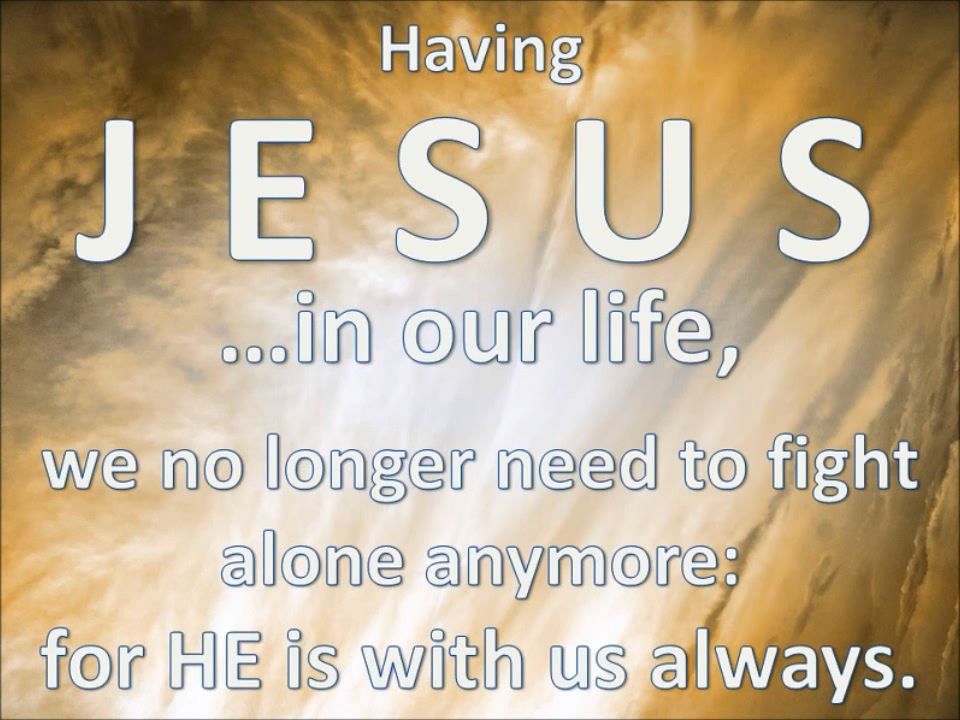 Having
J E S U S
...in our life,
we no longer need to fight
alone anymore:
for HE is with us always.